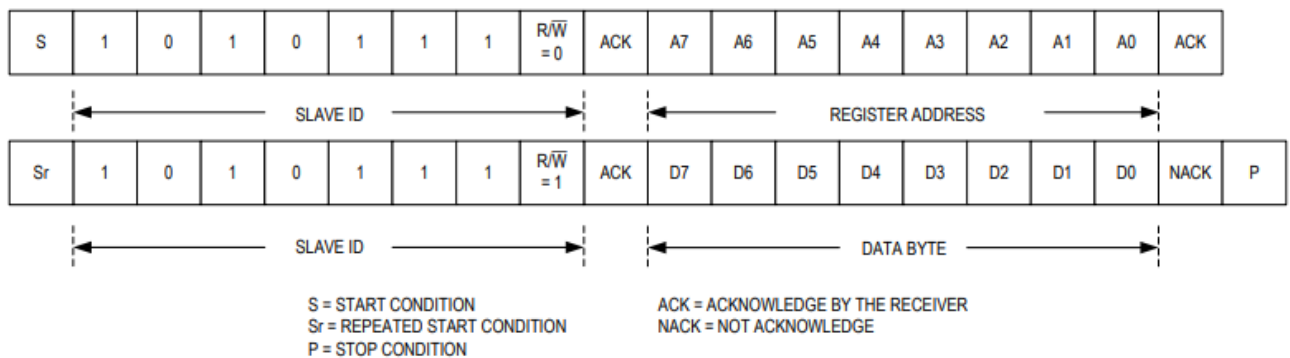 S 1 0 1 0 1 1 1 R/W̅ = 0 ACK A7 A6 A5 A4 A3 A2 A1 A0 ACK
SLAVE ID REGISTER ADDRESS
Sr 1 0 1 0 1 1 1 R/W̅ = 1 ACK D7 D6 D5 D4 D3 D2 D1 D0 NACK P
SLAVE ID DATA BYTE
S = START CONDITION
Sr = REPEATED START CONDITION
P = STOP CONDITION
ACK = ACKNOWLEDGE BY THE RECEIVER
NACK = NOT ACKNOWLEDGE